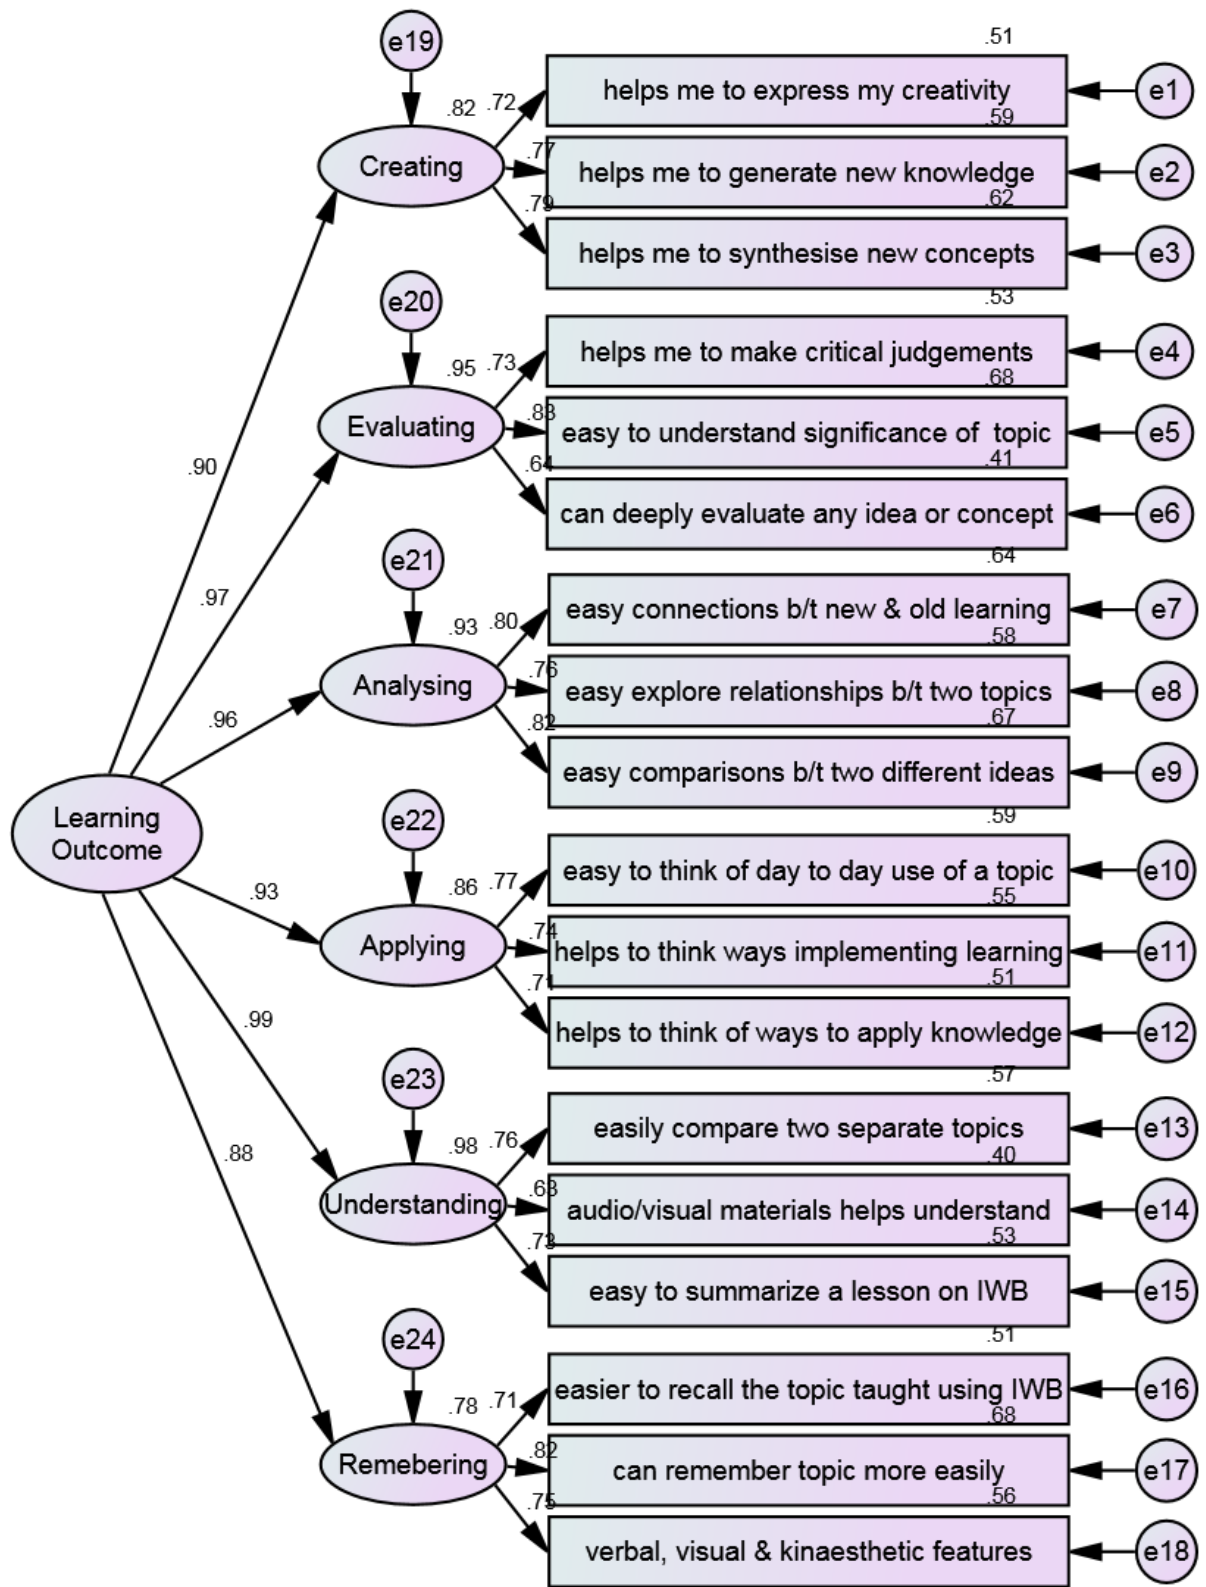 .51
e19
helps me to express my creativity
e1
.82 .72
.59
Creating
.77
helps me to generate new knowledge
e2
.62
.79
helps me to synthesise new concepts
e3
.53
e20
helps me to make critical judgements
e4
.95 .73
.68
Evaluating
.83
easy to understand significance of topic
e5
.41
.64
can deeply evaluate any idea or concept
e6
.90
.64
e21
easy connections b/t new & old learning
e7
.97
.93 .80
.58
Analysing
.76
easy explore relationships b/t two topics
e8
.67
.96
.82
easy comparisons b/t two different ideas
e9
.59
Learning
Outcome
e22
easy to think of day to day use of a topic
e10
.93
.86 .77
.55
Applying
.74
helps to think ways implementing learning
e11
.51
.71
helps to think of ways to apply knowledge
e12
.99
.57
e23
easily compare two separate topics
e13
.88
.98 .76
.40
Understanding
.63
audio/visual materials helps understand
e14
.53
.73
easy to summarize a lesson on IWB
e15
.51
e24
easier to recall the topic taught using IWB
e16
.78 .71
.68
Remebering
.82
can remember topic more easily
e17
.56
.75
verbal, visual & kinaesthetic features
e18